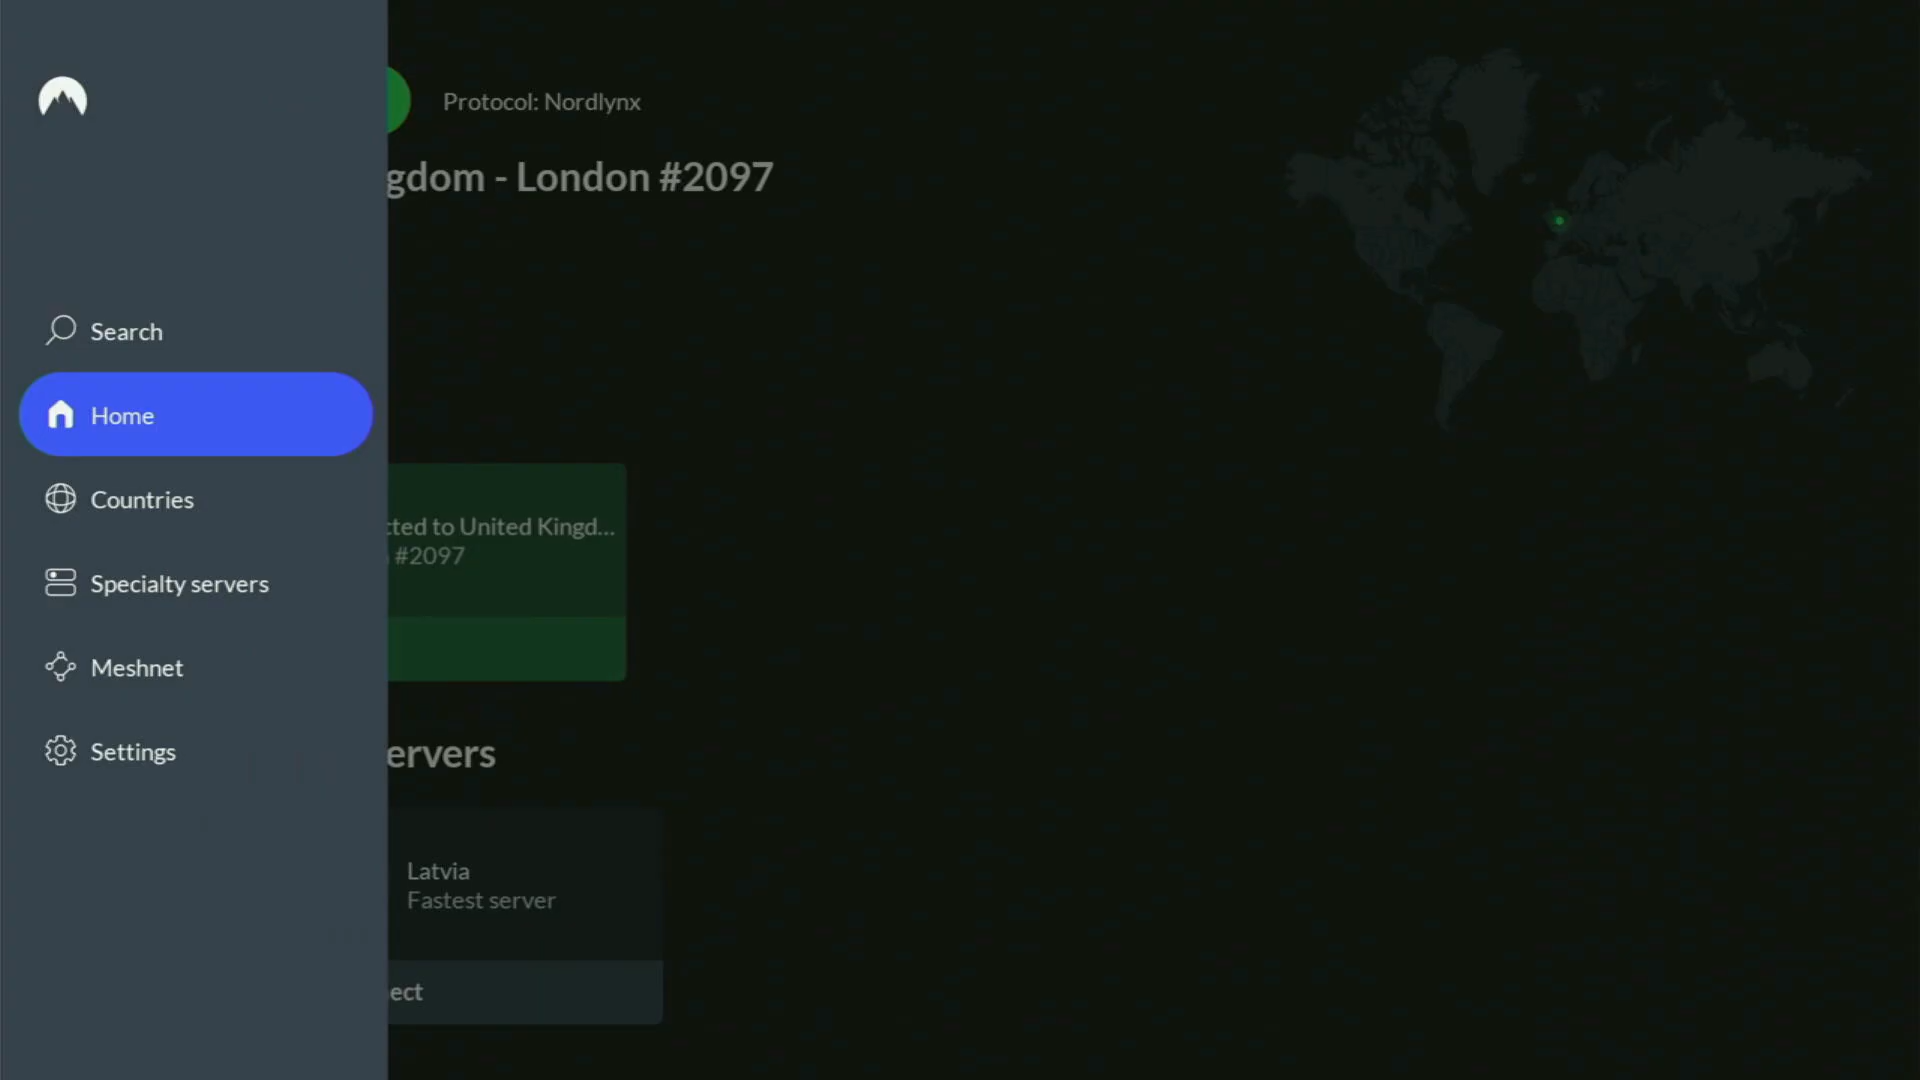 Protocol: Nordlynx
gdom - London #2097
Search
Home
Countries
Specialty servers
Meshnet
Settings
cted to United Kingd...
#2097
ervers
Latvia
Fastest server
ect